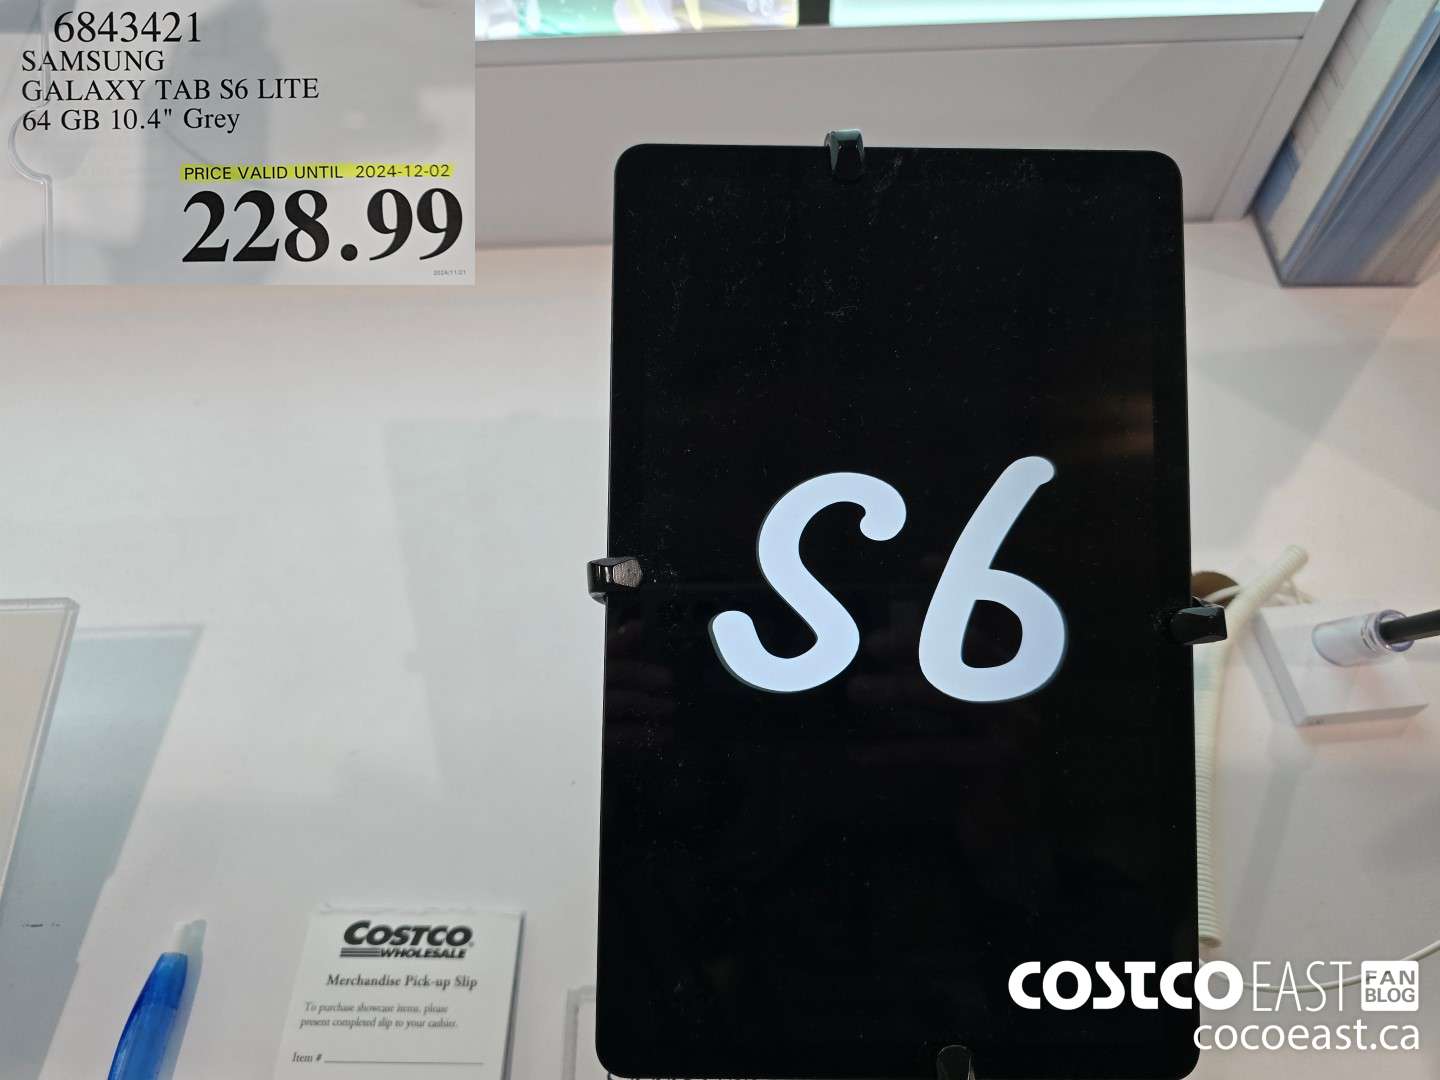 6843421
SAMSUNG
GALAXY TAB S6 LITE
64 GB 10.4" Grey
PRICE VALID UNTIL 2024-12-02
228.99
2024/11/21
S6
COSTCO
WHOLESALE
Merchandise Pick-up Slip
To purchase showcase items, please
present completed slip to your cashier.
Item #
COSTCO EAST FAN BLOG
cocoeast.ca